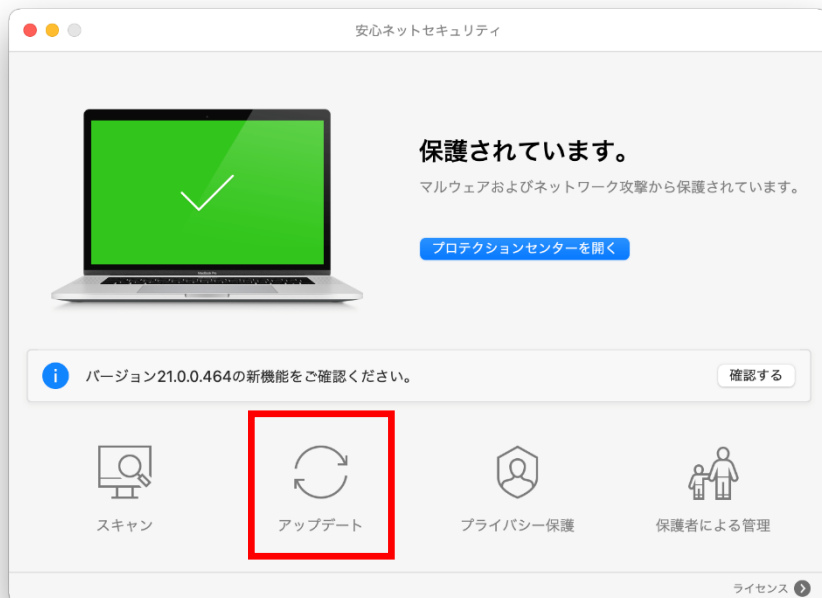 安心ネットセキュリティ
保護されています。
マルウェアおよびネットワーク攻撃から保護されています。
プロテクションセンターを開く
バージョン21.0.0.464の新機能をご確認ください。
確認する
スキャン
アップデート
プライバシー保護
保護者による管理
ライセンス